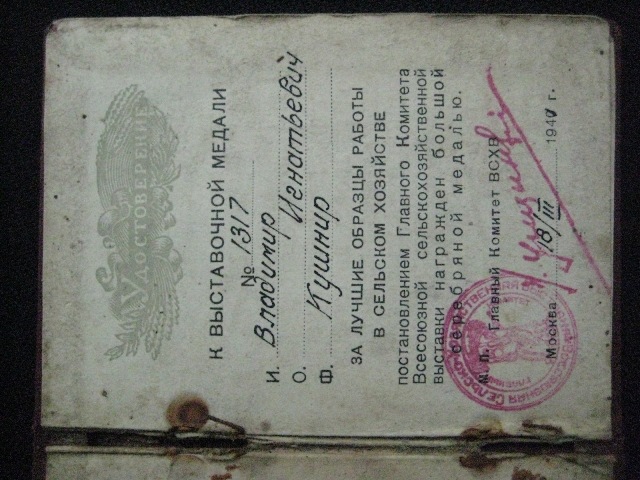 УДОСТОВЕРЕ
К ВЫСТАВОЧНОЙ МЕДАЛИ
№ 1317
И. Владимир
О. Игнатьевич
Ф. Кушнир
ЗА ЛУЧШИЕ ОБРАЗЦЫ РАБОТЫ
В СЕЛЬСКОМ ХОЗЯЙСТВЕ
постановлением Главного Комитета
Всесоюзной сельскохозяйственной
выставки награжден большой
серебряной медалью.
М. П. Главный Комитет ВСХВ
Москва 18/III 1941 г.